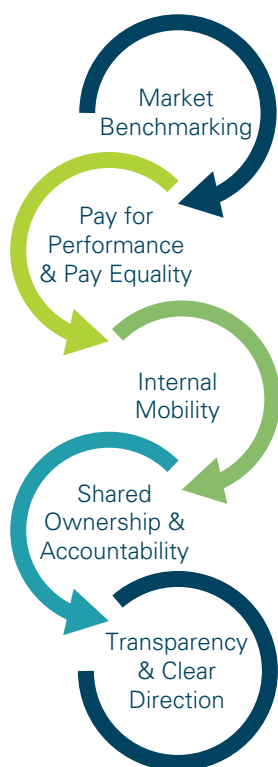 Market
Benchmarking
Pay for
Performance
& Pay Equality
Internal
Mobility
Shared
Ownership &
Accountability
Transparency
& Clear
Direction